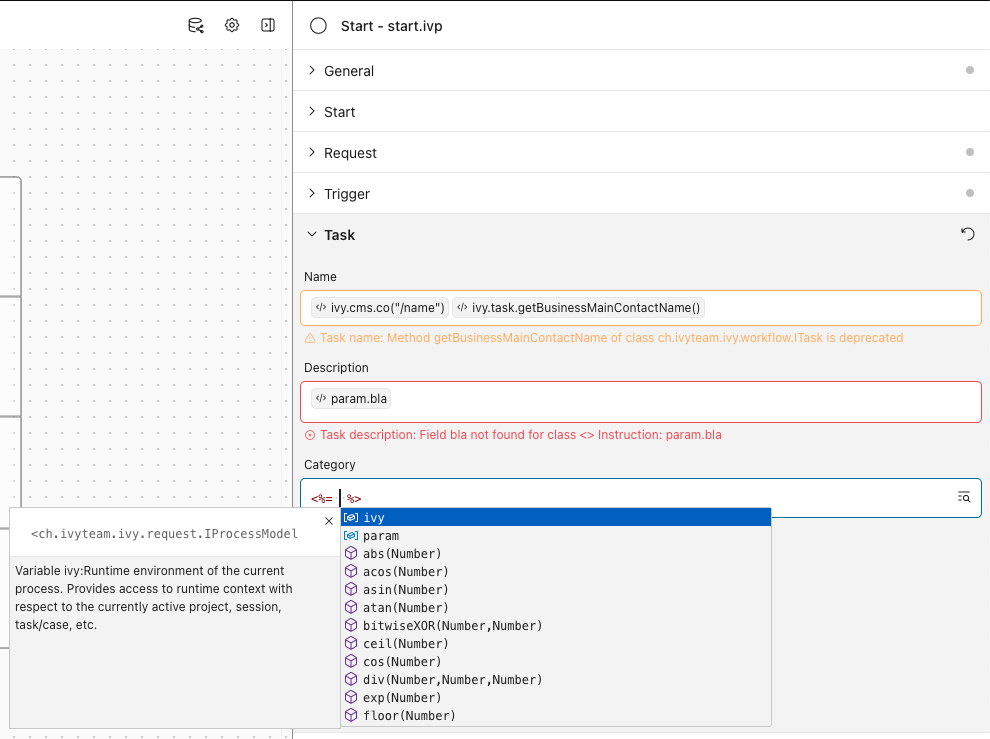 Start - start.ivp
General
Start
Request
Trigger
Task
Name
ivy.cms.co("/name") ivy.task.getBusinessMainContactName()
Task name: Method getBusinessMainContactName of class ch.ivyteam.ivy.workflow.ITask is deprecated
Description
param.bla
Task description: Field bla not found for class <> Instruction: param.bla
Category
<%= %>
<ch.ivyteam.ivy.request.IProcessModel
Variable ivy:Runtime environment of the current
process. Provides access to runtime context with
respect to the currently active project, session,
task/case, etc.
ivy
param
abs(Number)
acos(Number)
asin(Number)
atan(Number)
bitwiseXOR(Number,Number)
ceil(Number)
cos(Number)
div(Number,Number,Number)
exp(Number)
floor(Number)